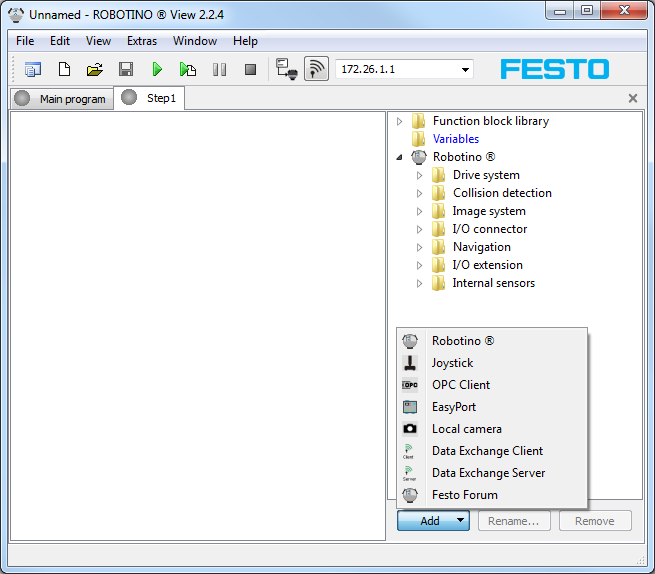 Unnamed - ROBOTINO ® View 2.2.4
File Edit View Extras Window Help
172.26.1.1 FESTO
Main program Step1
Function block library
Variables
Robotino ®
Drive system
Collision detection
Image system
I/O connector
Navigation
I/O extension
Internal sensors
Robotino ®
Joystick
OPC OPC Client
EasyPort
Local camera
Client Data Exchange Client
Server Data Exchange Server
Festo Forum
Add Rename... Remove